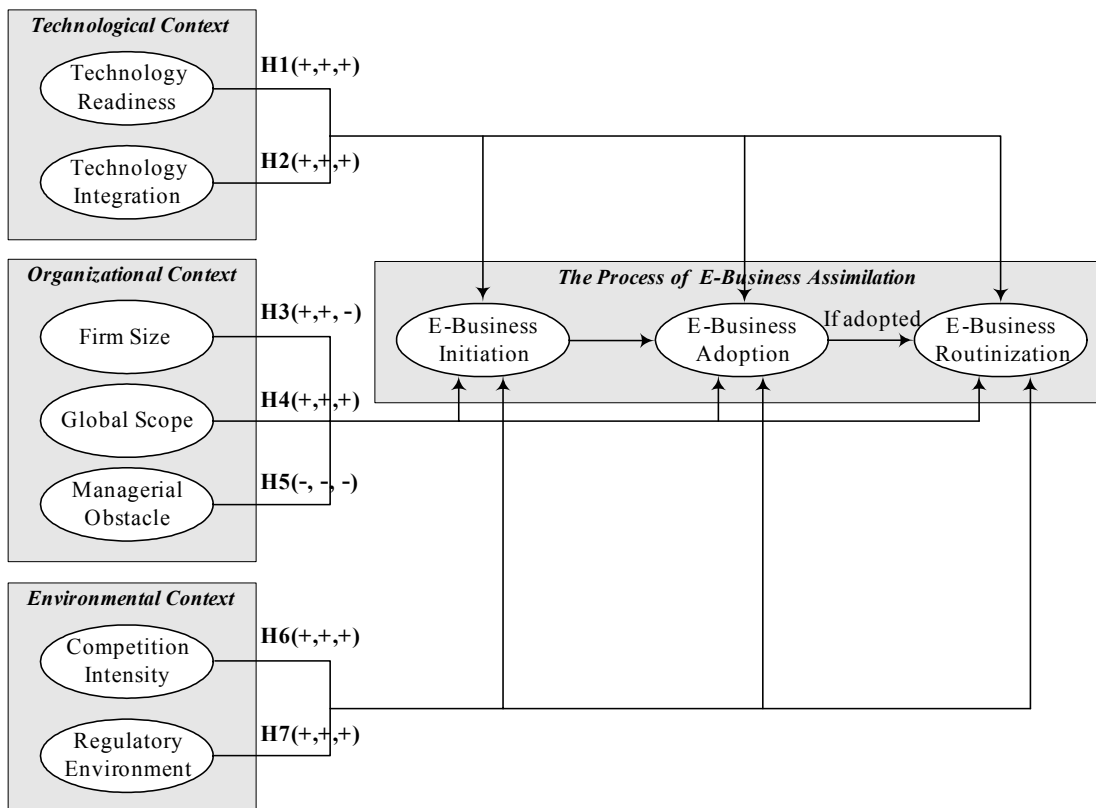 Technological Context
Technology
Readiness
H1(+,+,+)
Technology
Integration
H2(+,+,+)
Organizational Context
Firm Size
H3(+,+, -)
Global Scope
H4(+,+,+)
Managerial
Obstacle
H5(-, -, -)
Environmental Context
Competition
Intensity
H6(+,+,+)
Regulatory
Environment
H7(+,+,+)
The Process of E-Business Assimilation
E-Business
Initiation
E-Business
Adoption
If adopted
E-Business
Routinization